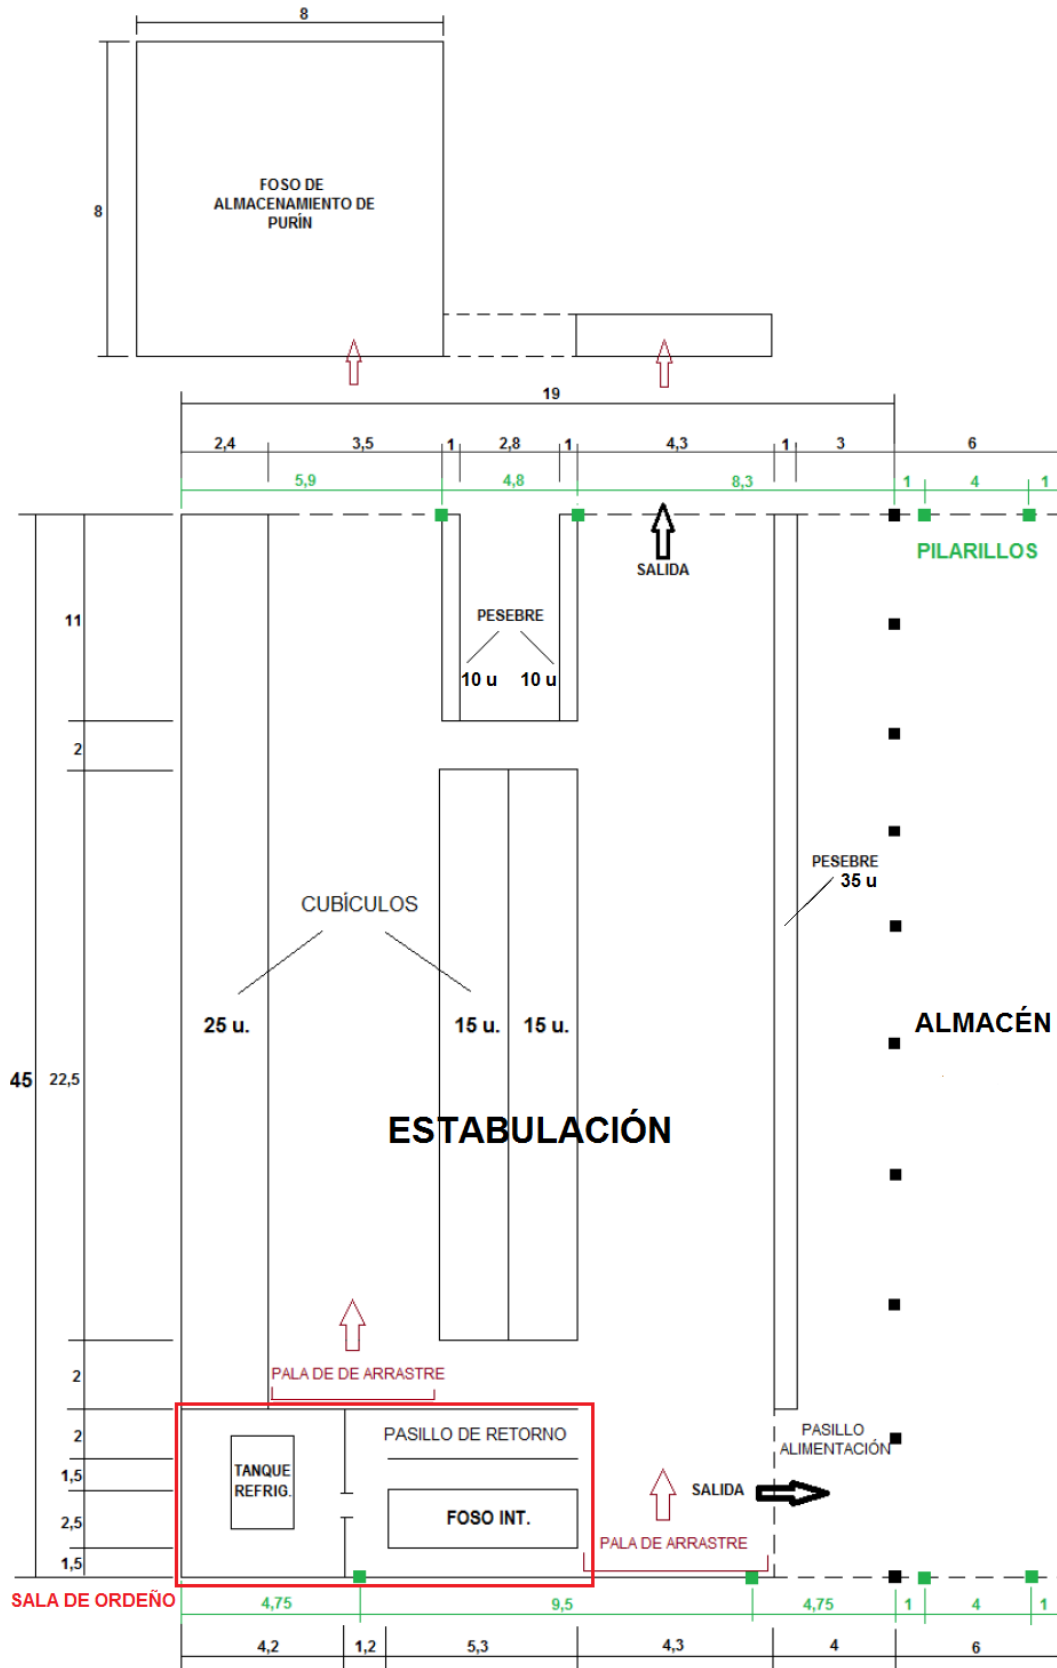 8
8
FOSO DE
ALMACENAMIENTO DE
PURÍN
19
2,4 3,5 1 2,8 1 4,3 1 3 6
5,9 4,8 8,3 1 4 1
PILARILLOS
SALIDA
11
PESEBRE
10 u 10 u
2
PESEBRE
35 u
CUBÍCULOS
25 u. 15 u. 15 u.
ALMACÉN
45 22,5
ESTABULACIÓN
2
PALA DE DE ARRASTRE
2
PASILLO DE RETORNO
PASILLO
ALIMENTACIÓN
1,5
TANQUE
REFRIG.
SALIDA
2,5
FOSO INT.
1,5
PALA DE ARRASTRE
SALA DE ORDEÑO
4,75 9,5 4,75 1 4 1
4,2 1,2 5,3 4,3 4 6